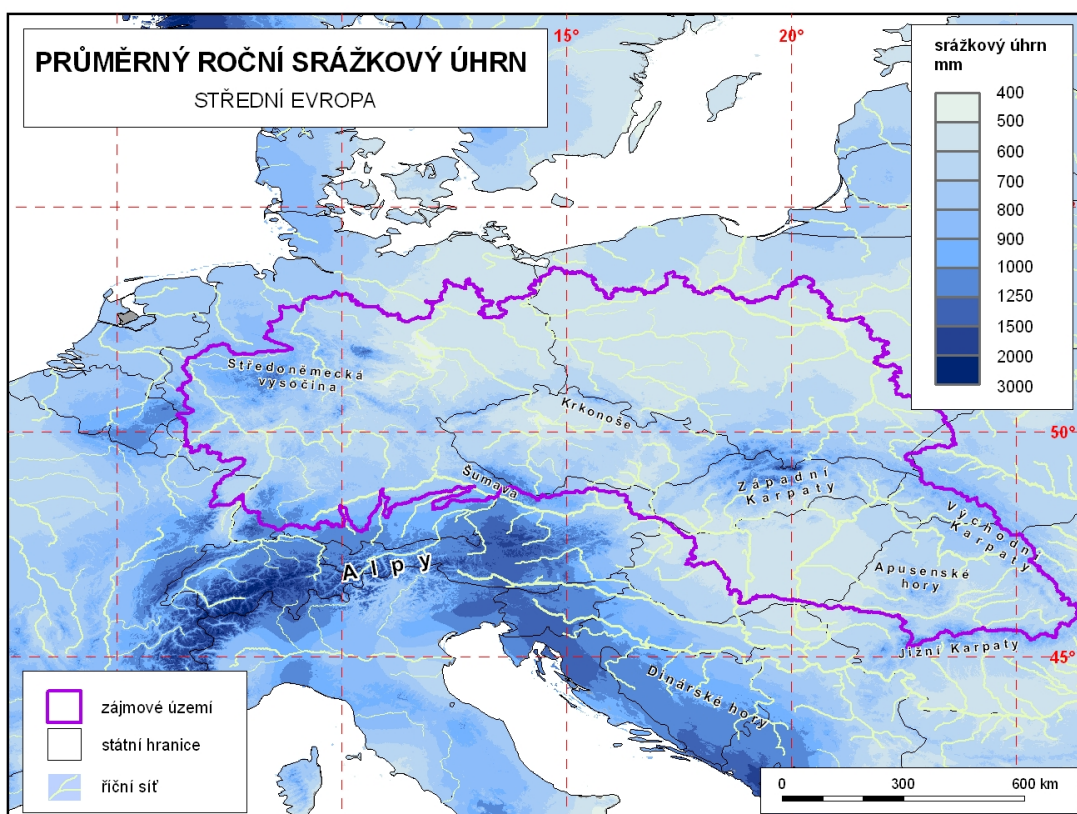 PRŮMĚRNÝ ROČNÍ SRÁŽKOVÝ ÚHRN
STŘEDNÍ EVROPA
15°
20°
srážkový úhrn
mm
400
500
600
700
800
900
1000
1250
1500
2000
3000
Středoněmecká
vysočina
Krkonoše
50°
Šumava
Západní
Karpaty
Východní
Karpaty
Alpy
Apusenské
hory
Jižní Karpaty
45°
Dinárské hory
zájmové území
státní hranice
říční síť
0 300 600 km